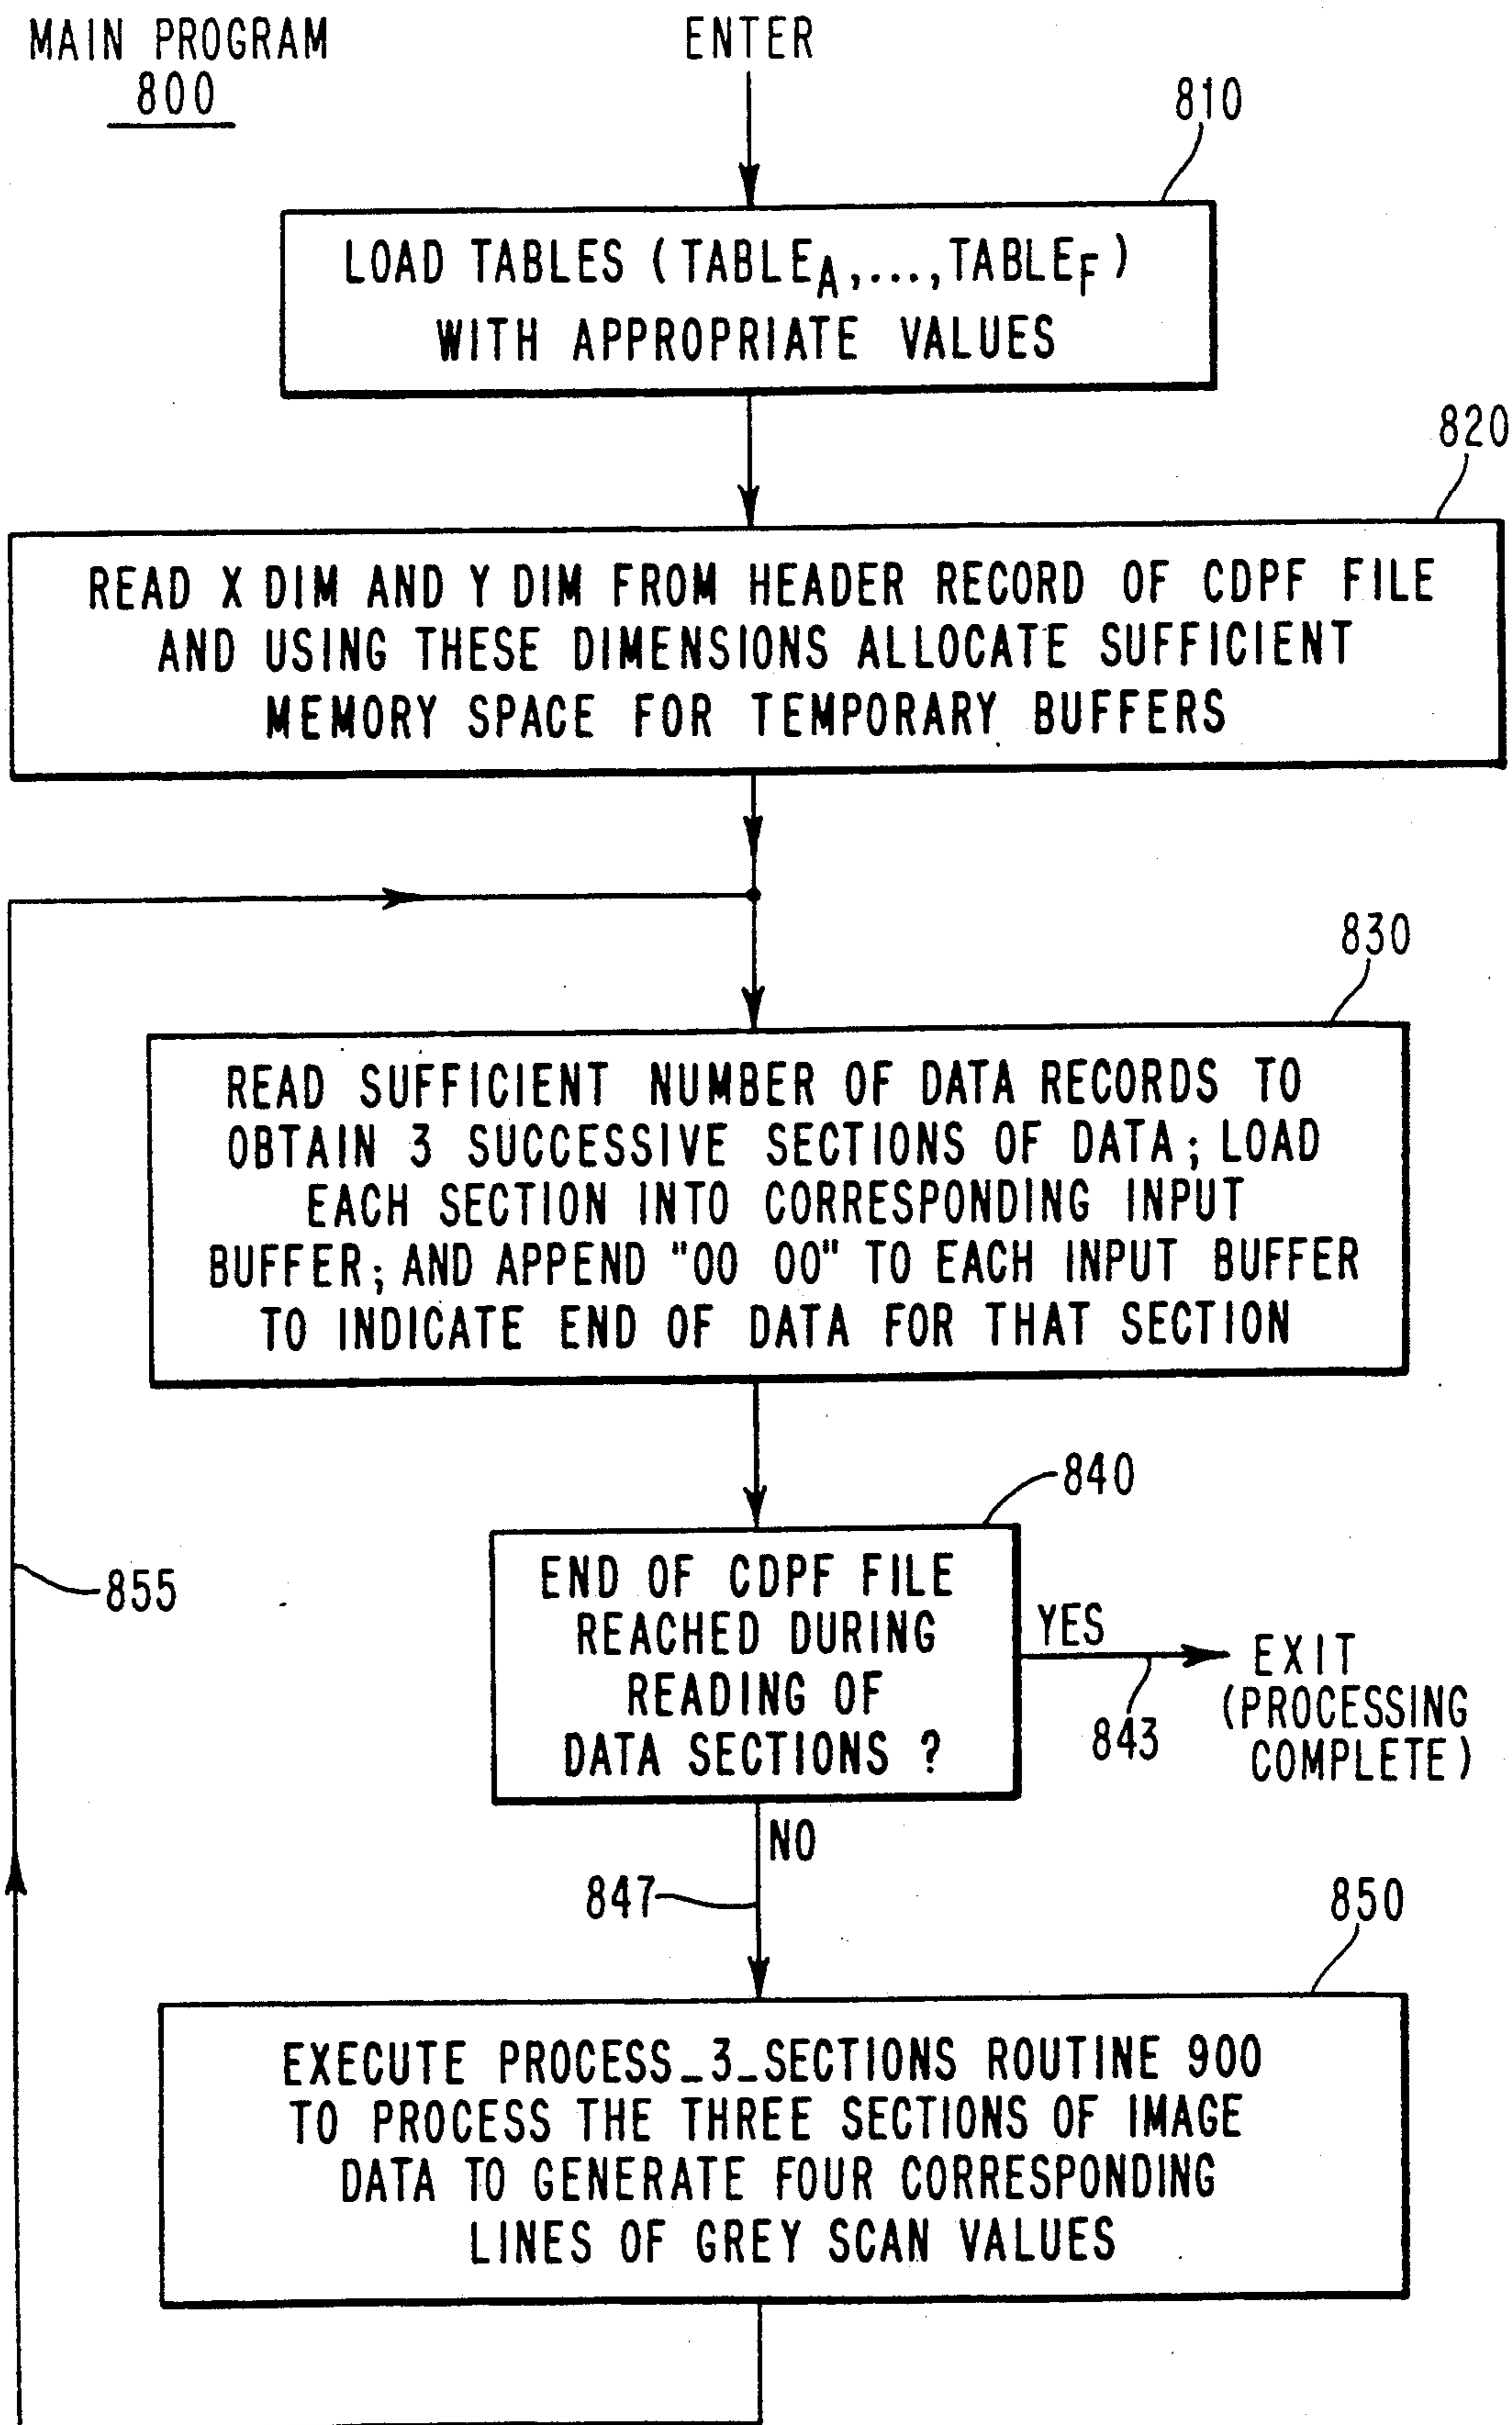 MAIN PROGRAM
800
ENTER
810
LOAD TABLES (TABLEA,...,TABLEF)
WITH APPROPRIATE VALUES
820
READ X DIM AND Y DIM FROM HEADER RECORD OF CDPF FILE
AND USING THESE DIMENSIONS ALLOCATE SUFFICIENT
MEMORY SPACE FOR TEMPORARY BUFFERS
830
READ SUFFICIENT NUMBER OF DATA RECORDS TO
OBTAIN 3 SUCCESSIVE SECTIONS OF DATA; LOAD
EACH SECTION INTO CORRESPONDING INPUT
BUFFER; AND APPEND "00 00" TO EACH INPUT BUFFER
TO INDICATE END OF DATA FOR THAT SECTION
840
END OF CDPF FILE
REACHED DURING
READING OF
DATA SECTIONS ?
YES
843
EXIT
(PROCESSING
COMPLETE)
855
NO
847
850
EXECUTE PROCESS_3_SECTIONS ROUTINE 900
TO PROCESS THE THREE SECTIONS OF IMAGE
DATA TO GENERATE FOUR CORRESPONDING
LINES OF GREY SCAN VALUES